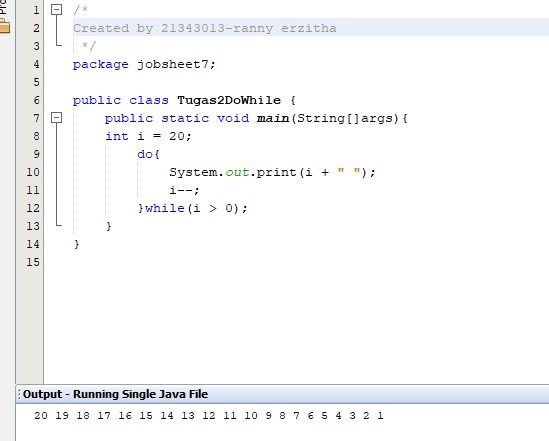 Pro
1 /*
2 Created by 21343013-ranny erzitha
3 */
4 package jobsheet7;
5
6 public class Tugas2DoWhile {
7 public static void main(String[]args){
8 int i = 20;
9 do{
10 System.out.print(i + " ");
11 i--;
12 }while(i > 0);
13 }
14 }
15
Output - Running Single Java File
20 19 18 17 16 15 14 13 12 11 10 9 8 7 6 5 4 3 2 1